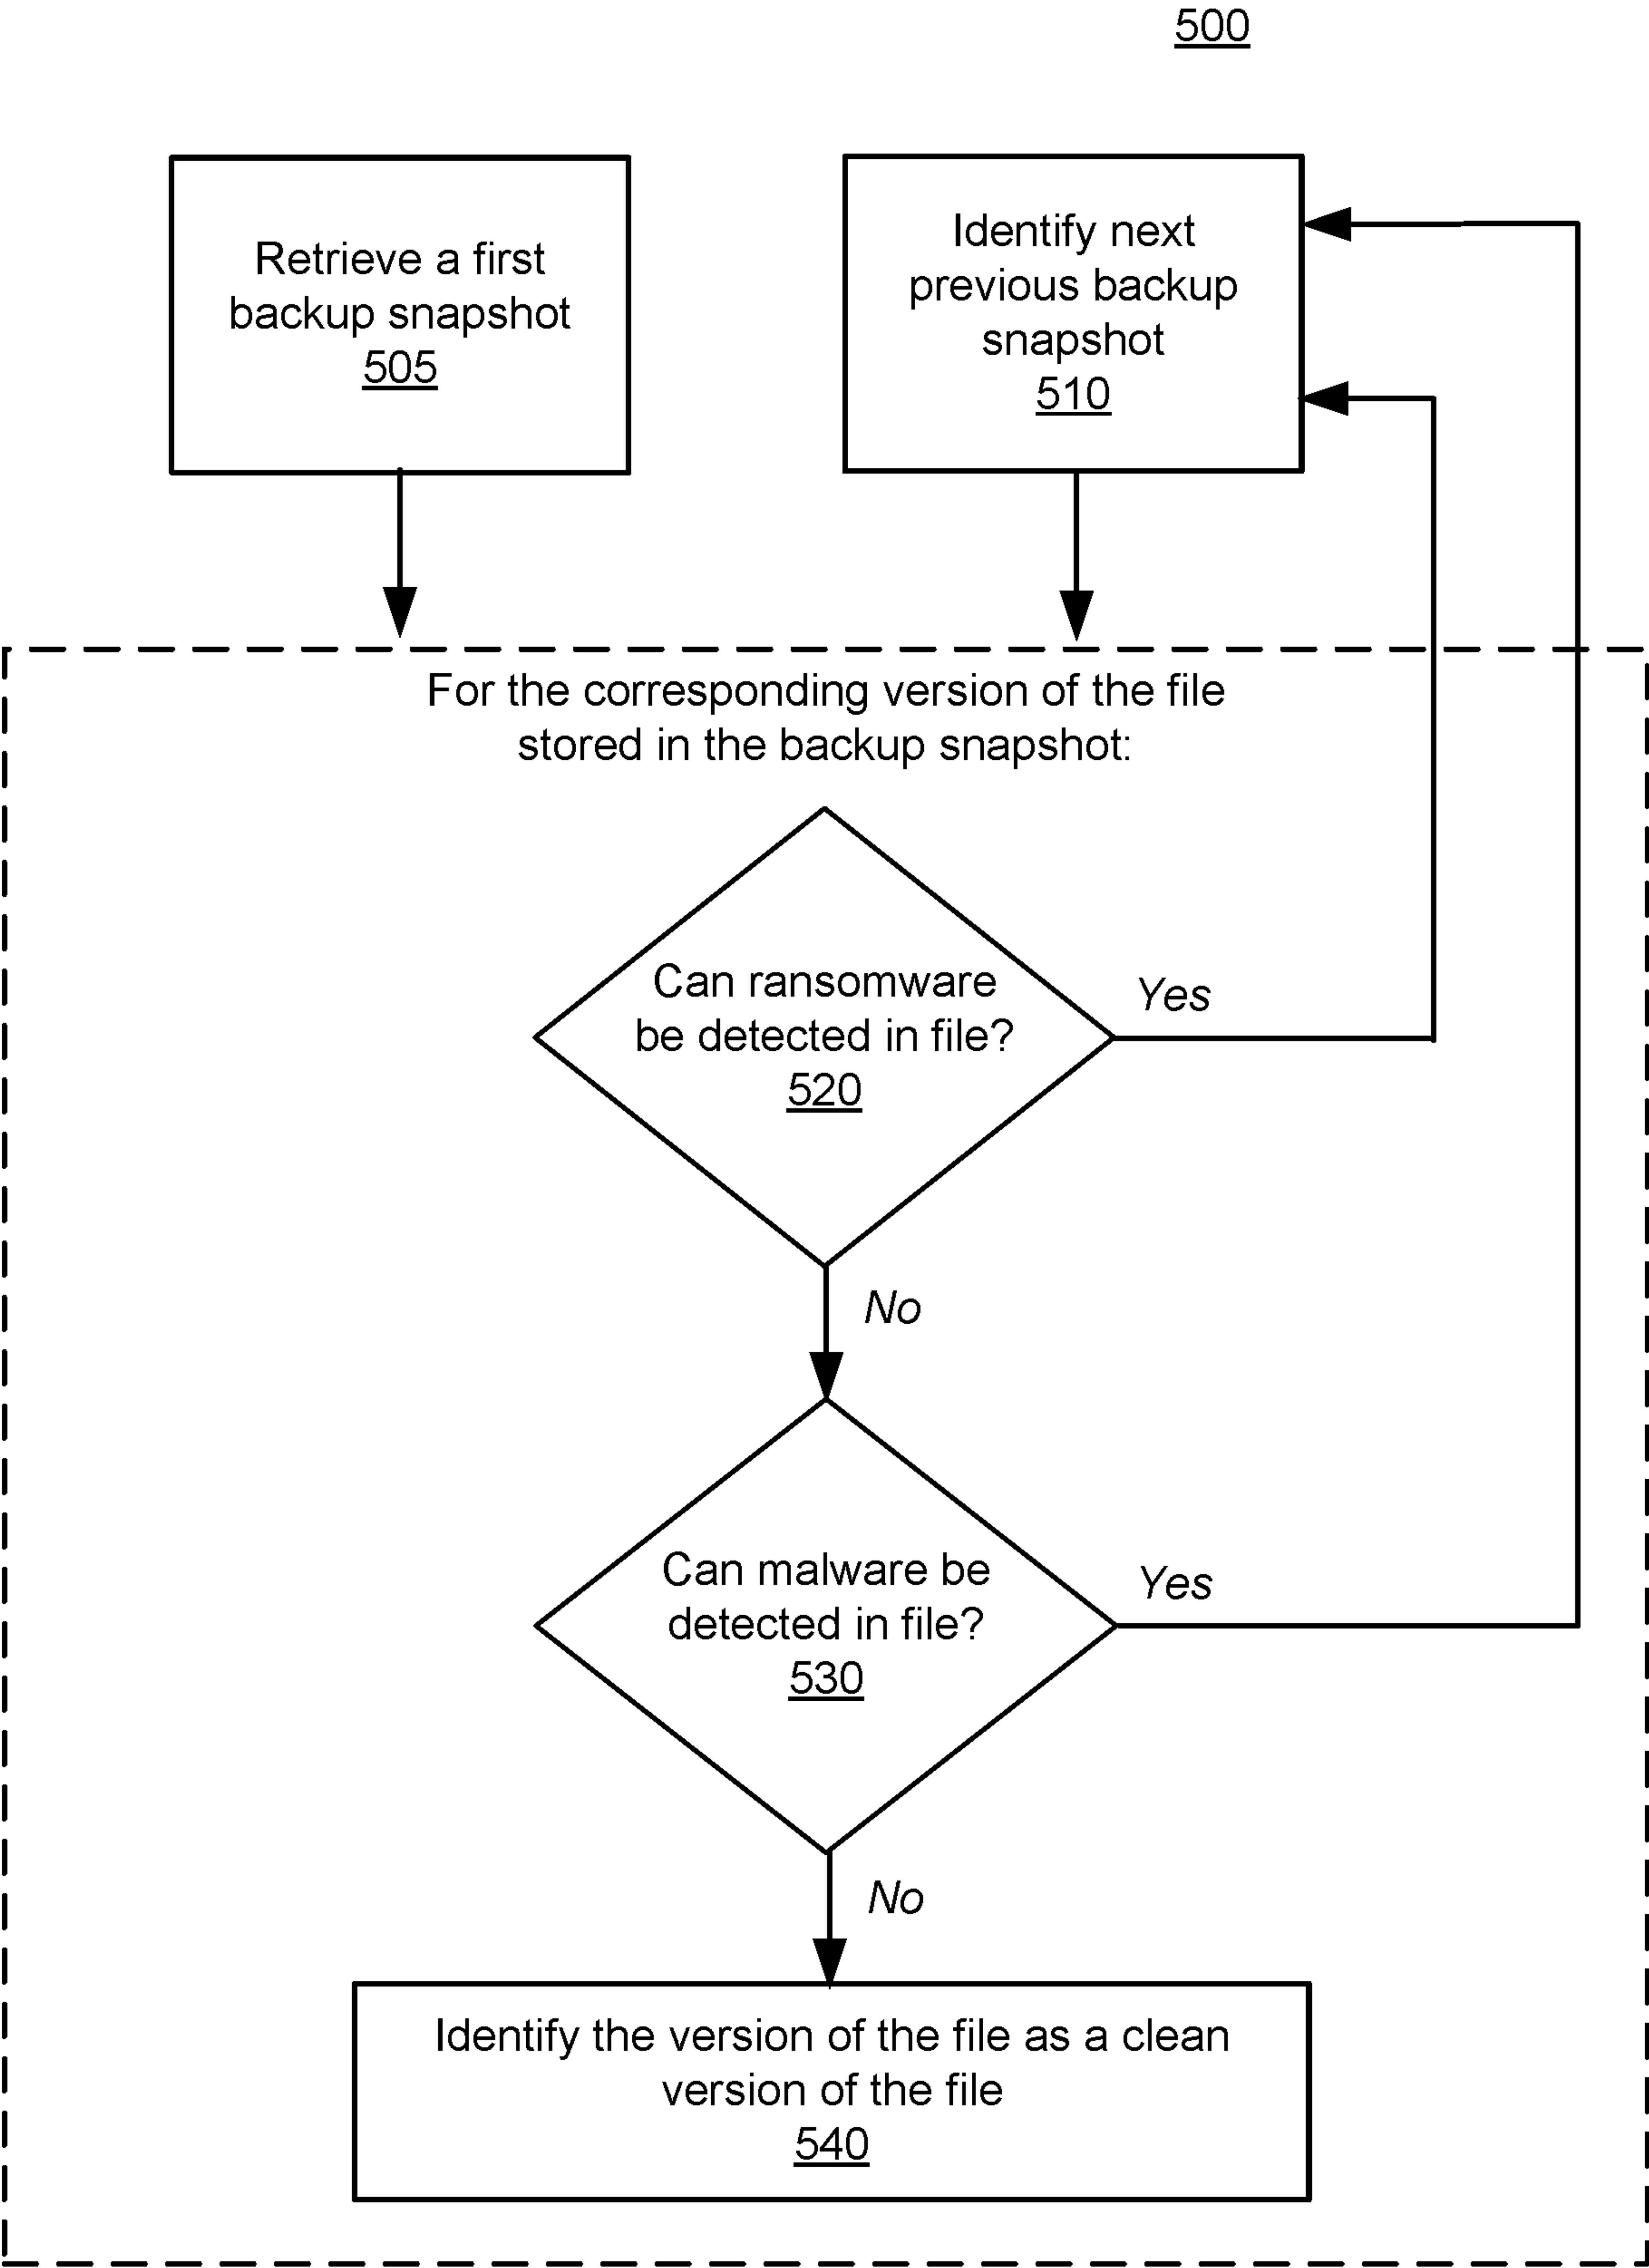 500
Retrieve a first
backup snapshot
505
Identify next
previous backup
snapshot
510
For the corresponding version of the file
stored in the backup snapshot:
Can ransomware
be detected in file?
520
Yes
No
Can malware be
detected in file?
530
Yes
No
Identify the version of the file as a clean
version of the file
540